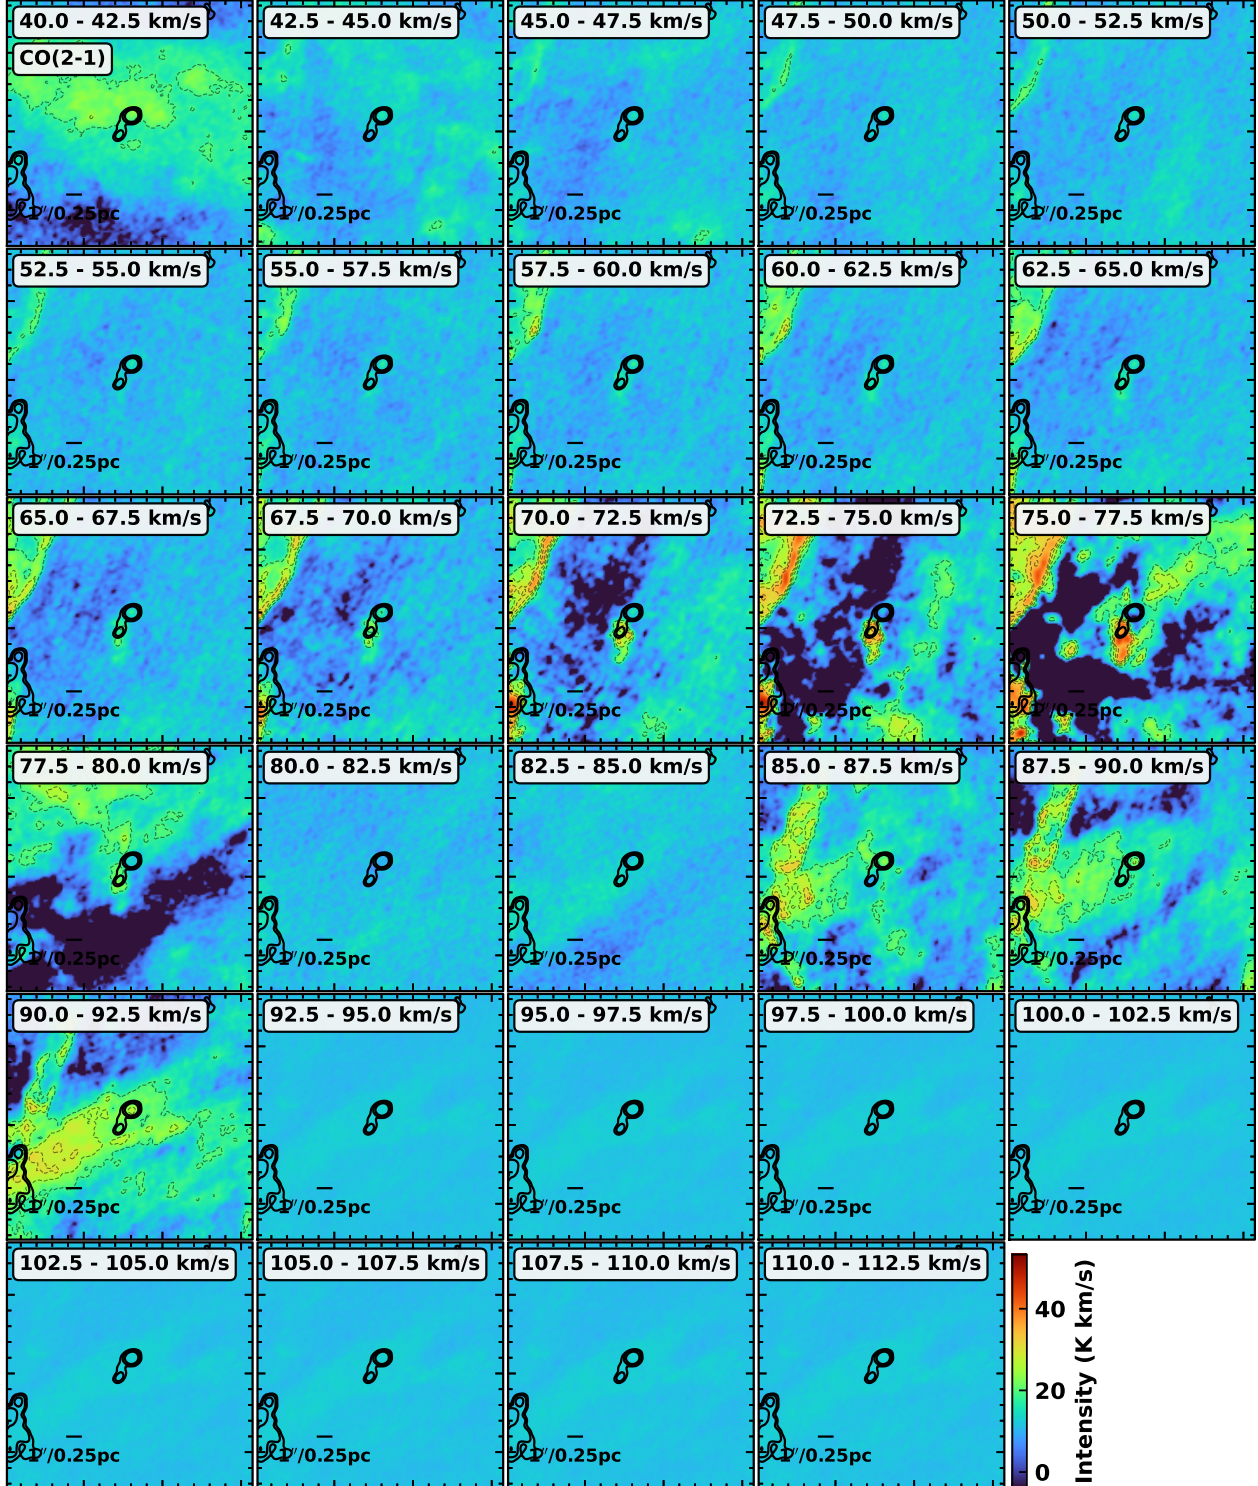 40.0 - 42.5 km/s
42.5 - 45.0 km/s
45.0 - 47.5 km/s
47.5 - 50.0 km/s
50.0 - 52.5 km/s
CO(2-1)
1″/0.25pc
1″/0.25pc
1″/0.25pc
1″/0.25pc
1″/0.25pc
52.5 - 55.0 km/s
55.0 - 57.5 km/s
57.5 - 60.0 km/s
60.0 - 62.5 km/s
62.5 - 65.0 km/s
1″/0.25pc
1″/0.25pc
1″/0.25pc
1″/0.25pc
1″/0.25pc
65.0 - 67.5 km/s
67.5 - 70.0 km/s
70.0 - 72.5 km/s
72.5 - 75.0 km/s
75.0 - 77.5 km/s
1″/0.25pc
1″/0.25pc
1″/0.25pc
1″/0.25pc
1″/0.25pc
77.5 - 80.0 km/s
80.0 - 82.5 km/s
82.5 - 85.0 km/s
85.0 - 87.5 km/s
87.5 - 90.0 km/s
1″/0.25pc
1″/0.25pc
1″/0.25pc
1″/0.25pc
1″/0.25pc
90.0 - 92.5 km/s
92.5 - 95.0 km/s
95.0 - 97.5 km/s
97.5 - 100.0 km/s
100.0 - 102.5 km/s
1″/0.25pc
1″/0.25pc
1″/0.25pc
1″/0.25pc
1″/0.25pc
102.5 - 105.0 km/s
105.0 - 107.5 km/s
107.5 - 110.0 km/s
110.0 - 112.5 km/s
1″/0.25pc
1″/0.25pc
1″/0.25pc
1″/0.25pc
40
20
0
Intensity (K km/s)